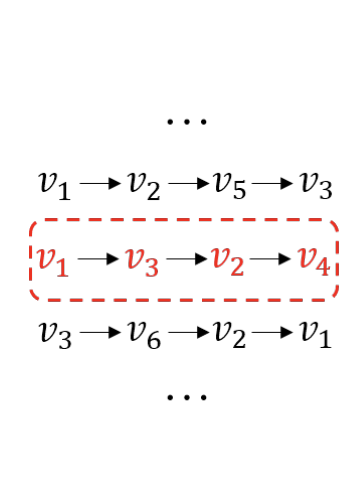 ...
v₁ → v₂ → v₅ → v₃
v₁ → v₃ → v₂ → v₄
v₃ → v₆ → v₂ → v₁
...